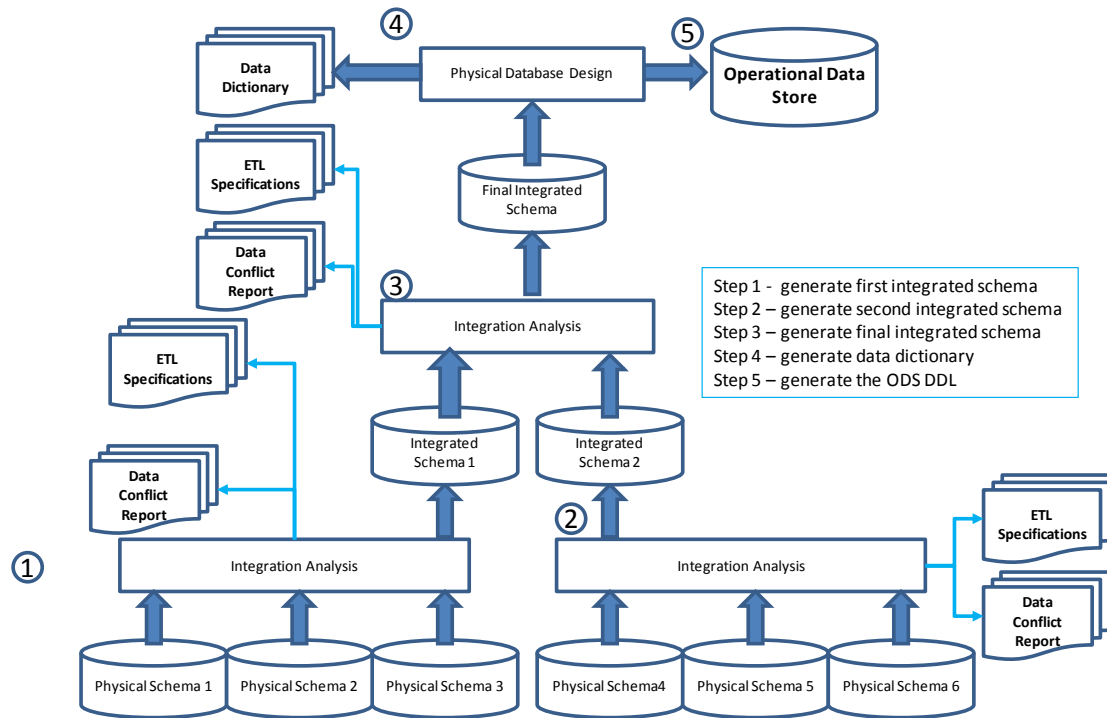 4
5
Data
Dictionary
Physical Database Design
Operational Data
Store
ETL
Specifications
Final Integrated
Schema
Data
Conflict
Report
3
Integration Analysis
Step 1 - generate first integrated schema
Step 2 – generate second integrated schema
Step 3 – generate final integrated schema
Step 4 – generate data dictionary
Step 5 – generate the ODS DDL
ETL
Specifications
Integrated
Schema 1
Integrated
Schema 2
Data
Conflict
Report
2
ETL
Specifications
1
Integration Analysis
Integration Analysis
Data
Conflict
Report
Physical Schema 1
Physical Schema 2
Physical Schema 3
Physical Schema4
Physical Schema 5
Physical Schema 6